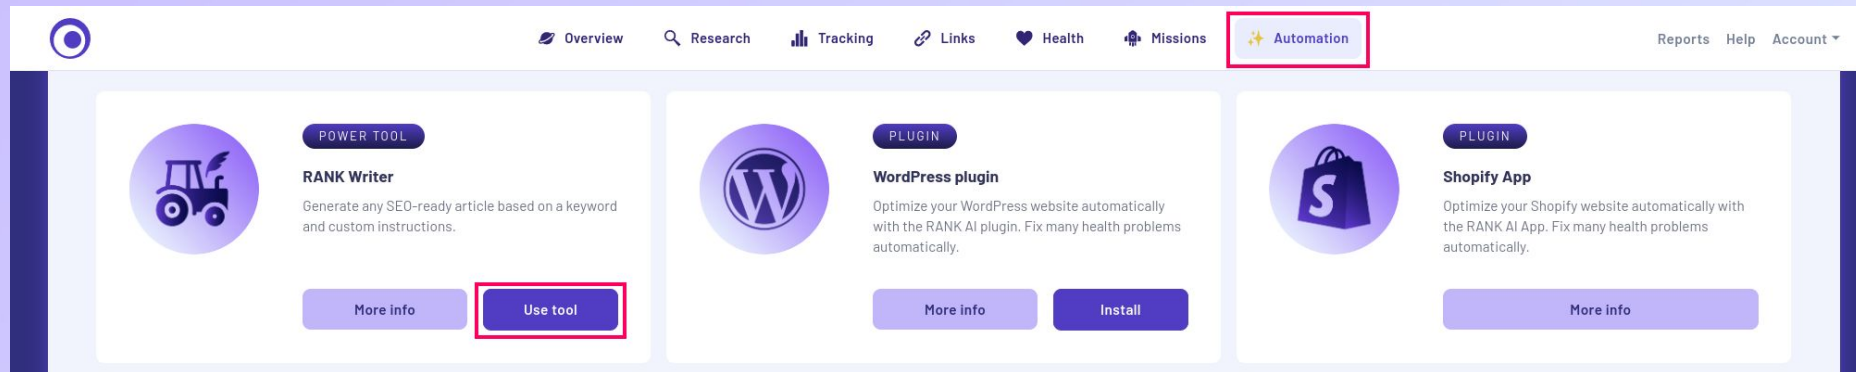 Overview
Research
Tracking
Links
Health
Missions
Automation
Reports
Help
Account
POWER TOOL
RANK Writer
Generate any SEO-ready article based on a keyword
and custom instructions.
More info
Use tool
PLUGIN
WordPress plugin
Optimize your WordPress website automatically
with the RANK AI plugin. Fix many health problems
automatically.
More info
Install
PLUGIN
Shopify App
Optimize your Shopify website automatically with
the RANK AI App. Fix many health problems
automatically.
More info